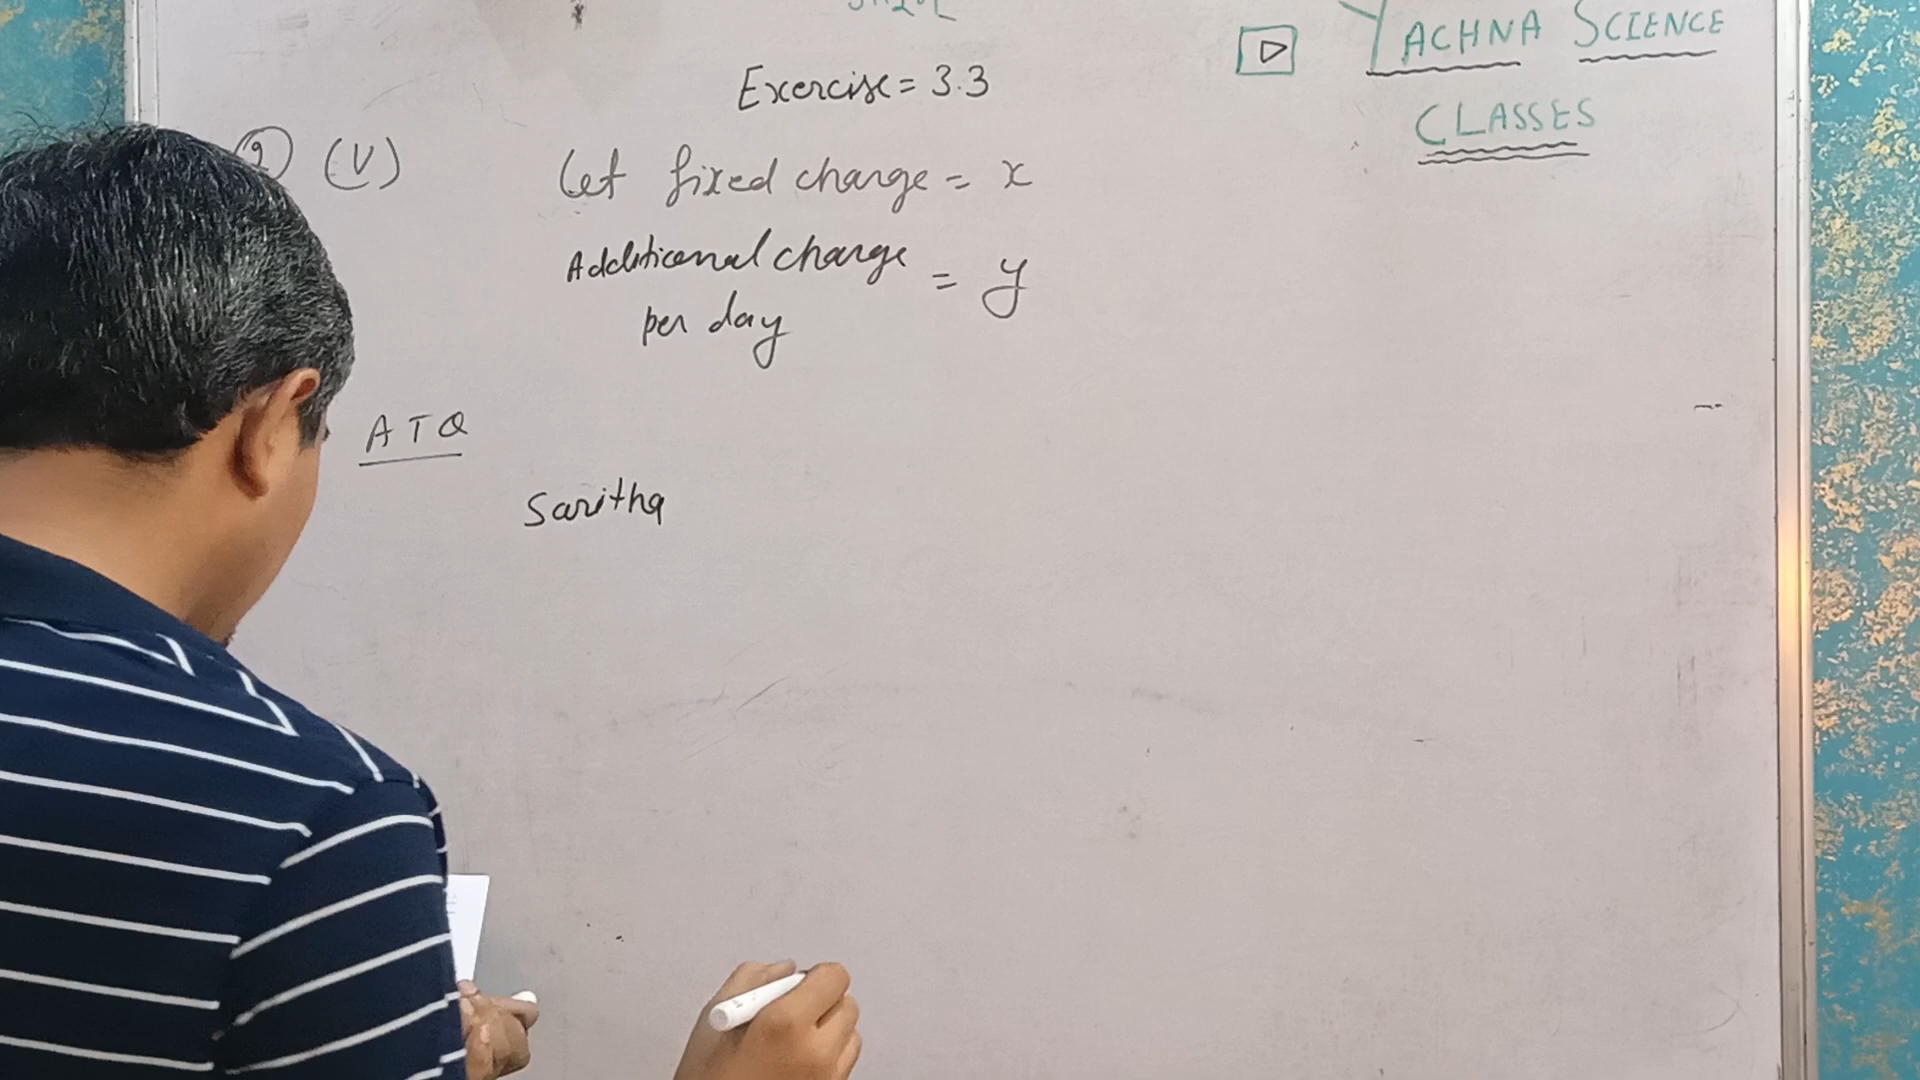 YACHNA SCIENCE
CLASSES
Exercise = 3.3
(V) Let fixed charge = x
Additional charge
per day = y
ATQ
Saritha